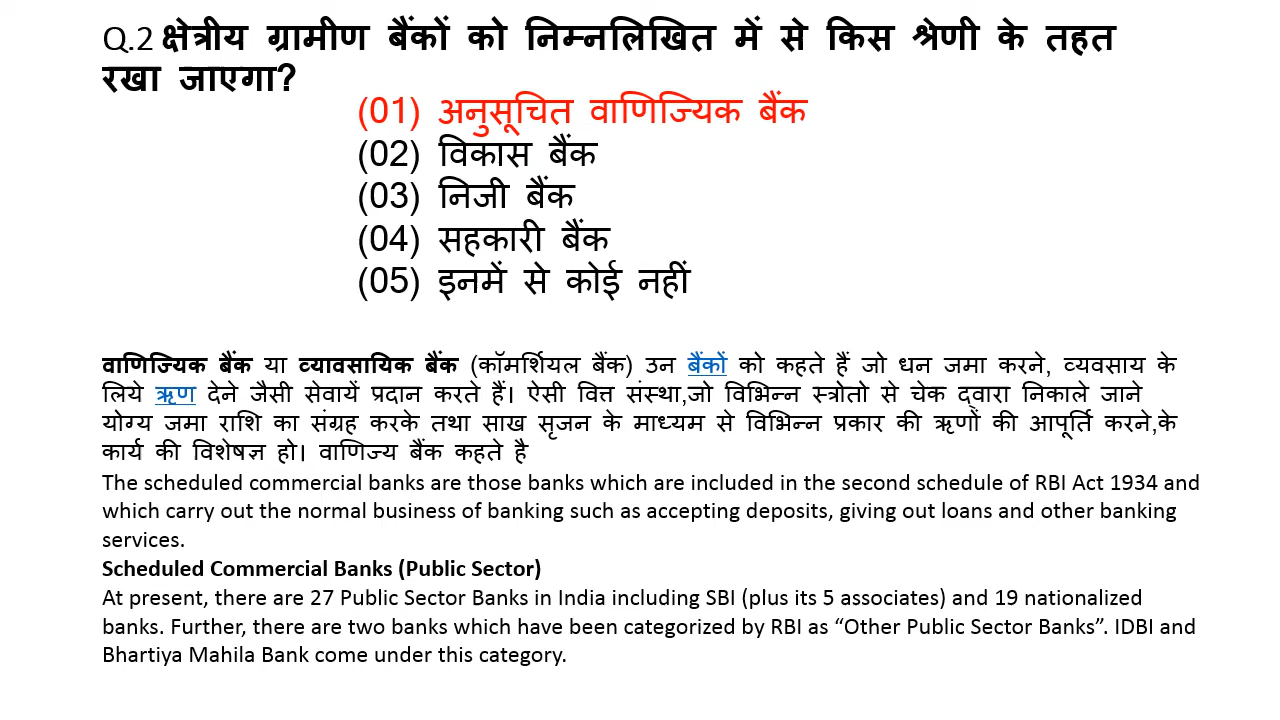 Q.2 क्षेत्रीय ग्रामीण बैंकों को निम्नलिखित में से किस श्रेणी के तहत
रखा जाएगा?
(01) अनुसूचित वाणिज्यिक बैंक
(02) विकास बैंक
(03) निजी बैंक
(04) सहकारी बैंक
(05) इनमें से कोई नहीं
वाणिज्यिक बैंक या व्यावसायिक बैंक (कॉमर्शियल बैंक) उन बैंकों को कहते हैं जो धन जमा करने, व्यवसाय के
लिये ऋण देने जैसी सेवायें प्रदान करते हैं। ऐसी वित्त संस्था,जो विभिन्न स्त्रोतो से चेक द्वारा निकाले जाने
योग्य जमा राशि का संग्रह करके तथा साख सृजन के माध्यम से विभिन्न प्रकार की ऋणों की आपूर्ति करने,के
कार्य की विशेषज्ञ हो। वाणिज्य बैंक कहते है
The scheduled commercial banks are those banks which are included in the second schedule of RBI Act 1934 and
which carry out the normal business of banking such as accepting deposits, giving out loans and other banking
services.
Scheduled Commercial Banks (Public Sector)
At present, there are 27 Public Sector Banks in India including SBI (plus its 5 associates) and 19 nationalized
banks. Further, there are two banks which have been categorized by RBI as “Other Public Sector Banks”. IDBI and
Bhartiya Mahila Bank come under this category.